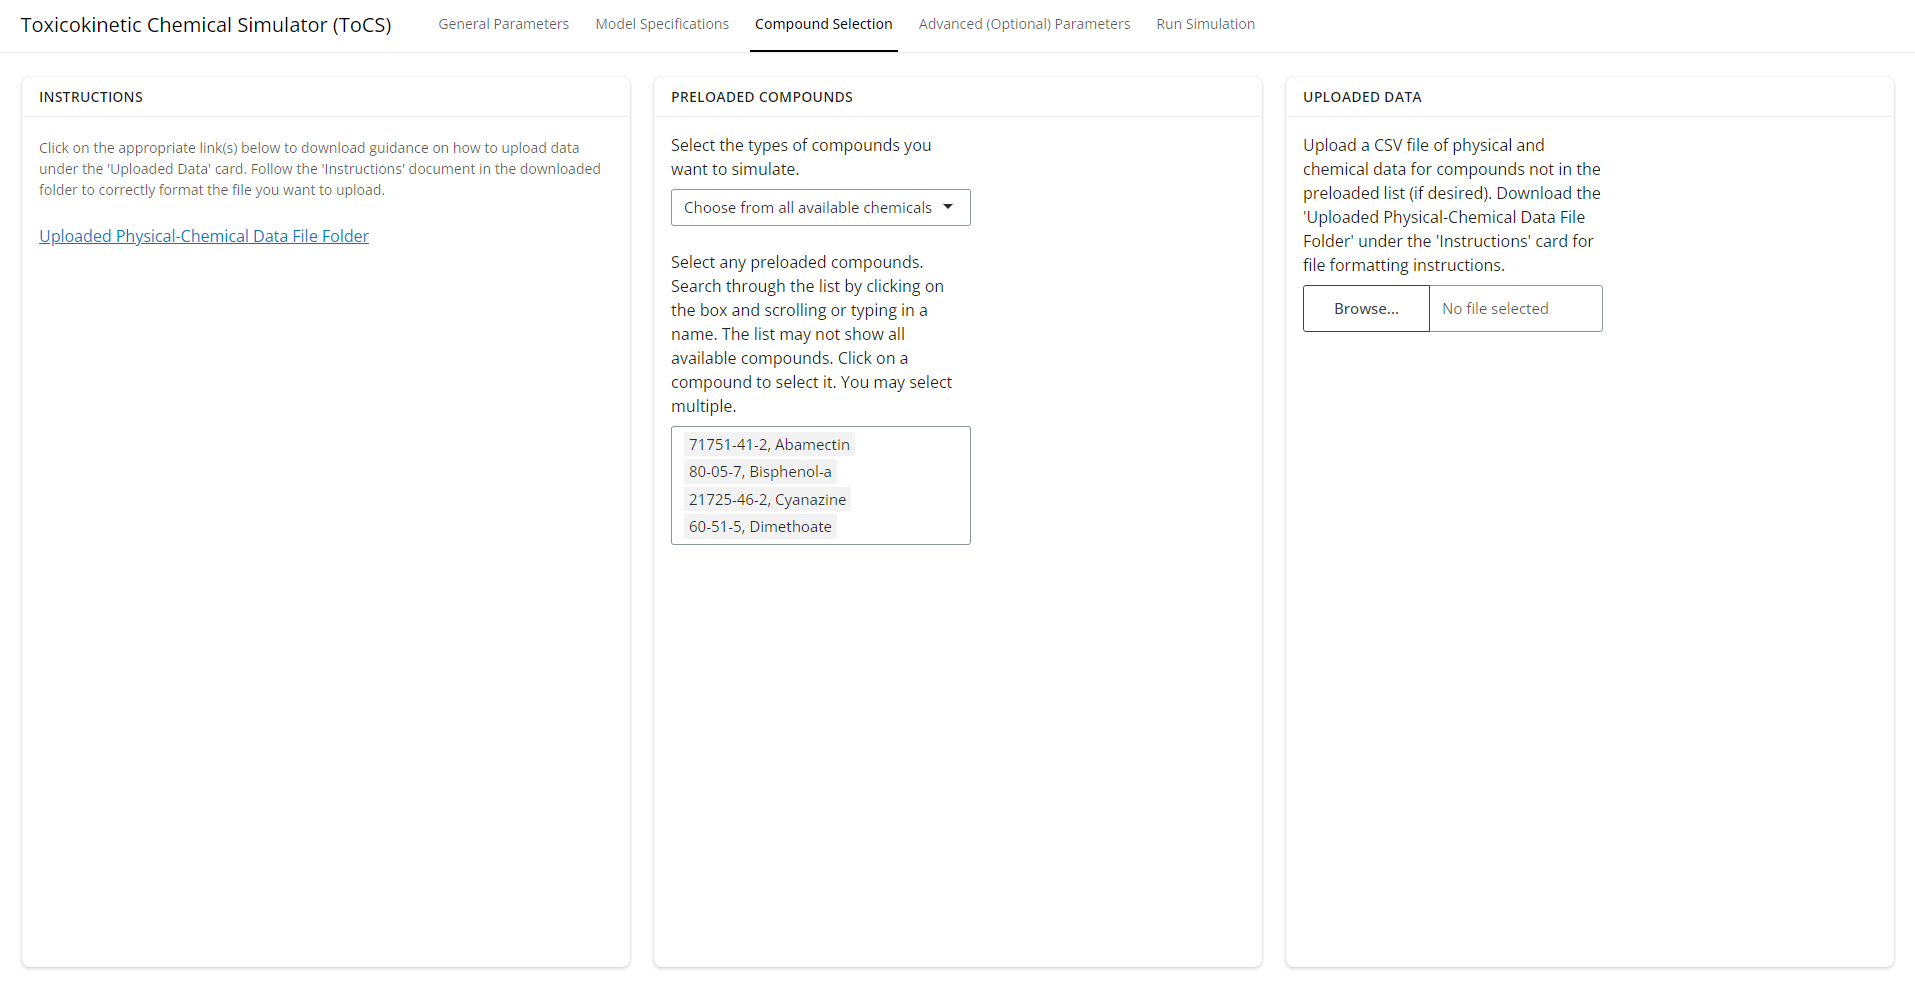 Toxicokinetic Chemical Simulator (ToCS)
General Parameters
Model Specifications
Compound Selection
Advanced (Optional) Parameters
Run Simulation
INSTRUCTIONS
Click on the appropriate link(s) below to download guidance on how to upload data
under the 'Uploaded Data' card. Follow the 'Instructions' document in the downloaded
folder to correctly format the file you want to upload.
Uploaded Physical-Chemical Data File Folder
PRELOADED COMPOUNDS
Select the types of compounds you
want to simulate.
Choose from all available chemicals
Select any preloaded compounds.
Search through the list by clicking on
the box and scrolling or typing in a
name. The list may not show all
available compounds. Click on a
compound to select it. You may select
multiple.
71751-41-2, Abamectin
80-05-7, Bisphenol-a
21725-46-2, Cyanazine
60-51-5, Dimethoate
UPLOADED DATA
Upload a CSV file of physical and
chemical data for compounds not in the
preloaded list (if desired). Download the
'Uploaded Physical-Chemical Data File
Folder' under the 'Instructions' card for
file formatting instructions.
Browse...
No file selected